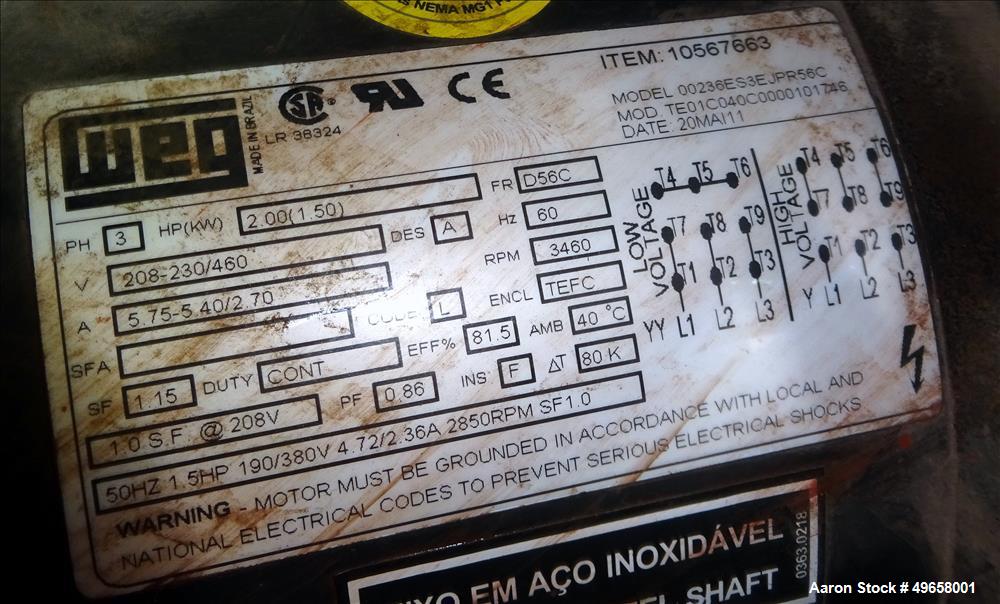 NEMA MG1
weg
MADE IN BRAZIL
SA
LR 38324
CE
ITEM: 10567663
MODEL 00236ES3EJPR56C
MOD. TE01C040C0000101746
DATE: 20MAI11
PH 3 HP(KW) 2.00(1.50) FR D56C
V 208-230/460 DES A Hz 60
A 5.75-5.40/2.70 RPM 3460
SFA CODE L ENCL TEFC
SF 1.15 DUTY CONT EFF% 81.5 AMB 40 °C
1.0 S.F. @ 208V PF 0.86 INS F ΔT 80 K
50HZ 1.5HP 190/380V 4.72/2.36A 2850RPM SF1.0
WARNING - MOTOR MUST BE GROUNDED IN ACCORDANCE WITH LOCAL AND
NATIONAL ELECTRICAL CODES TO PREVENT SERIOUS ELECTRICAL SHOCKS
LOW VOLTAGE
T4 T5 T6
T7 T8 T9
T1 T2 T3
YY L1 L2 L3
HIGH VOLTAGE
T4 T5 T6
T7 T8 T9
T1 T2 T3
Y L1 L2 L3
EM AÇO INOXIDÁVEL
SHAFT
0363.0218
Aaron Stock # 49658001